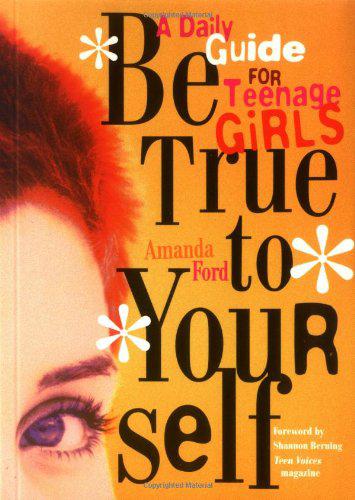 A Daily
Guide
FOR
Teenage
GiRLS
*Be
True
to*
*YouR
self
Amanda
Ford
Foreword by
Shannon Berning
Teen Voices
magazine